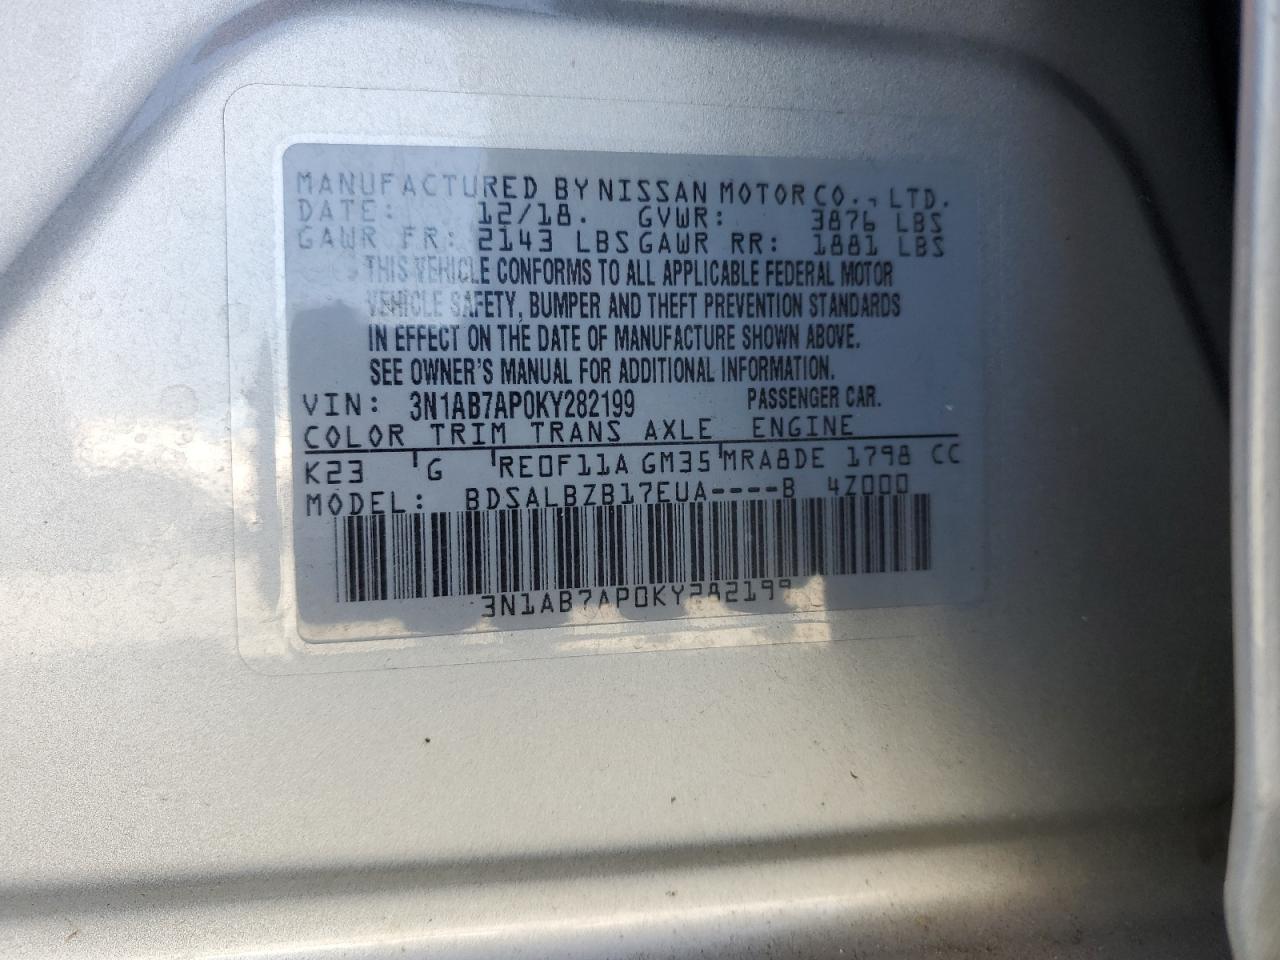 MANUFACTURED BY NISSAN MOTOR CO., LTD.
DATE: 12/18. GVWR: 3876 LBS
GAWR FR: 2143 LBS GAWR RR: 1881 LBS
THIS VEHICLE CONFORMS TO ALL APPLICABLE FEDERAL MOTOR
VEHICLE SAFETY, BUMPER AND THEFT PREVENTION STANDARDS
IN EFFECT ON THE DATE OF MANUFACTURE SHOWN ABOVE.
SEE OWNER'S MANUAL FOR ADDITIONAL INFORMATION.
VIN: 3N1AB7AP0KY282199 PASSENGER CAR.
COLOR TRIM TRANS AXLE ENGINE
K23 G RE0F11A GM35 MRA8DE 1798 CC
MODEL: BDSALBZB17EUA----B 4Z000
3N1AB7AP0KY282199